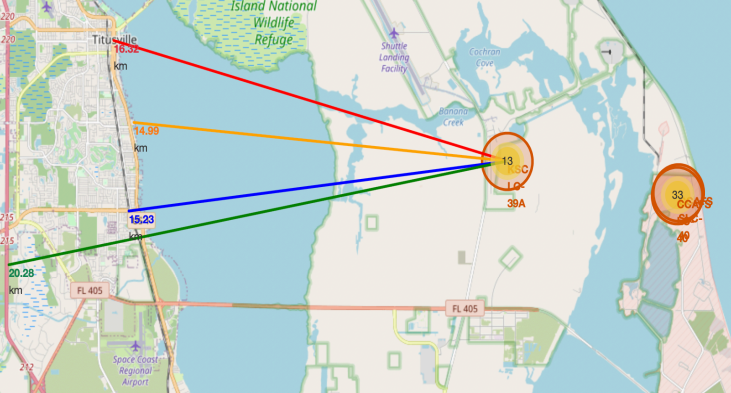 Island National
Wildlife
Refuge
220
220
Titusville
16.32
km
Shuttle
Landing
Facility
Cochran
Cove
Banana
Creek
14.99
km
13
KSC
LC-
39A
33
CCAFS
SLC-
40
215
215
15.23
km
20.28
km
FL 405
FL 405
Space Coast
Regional
Airport
212